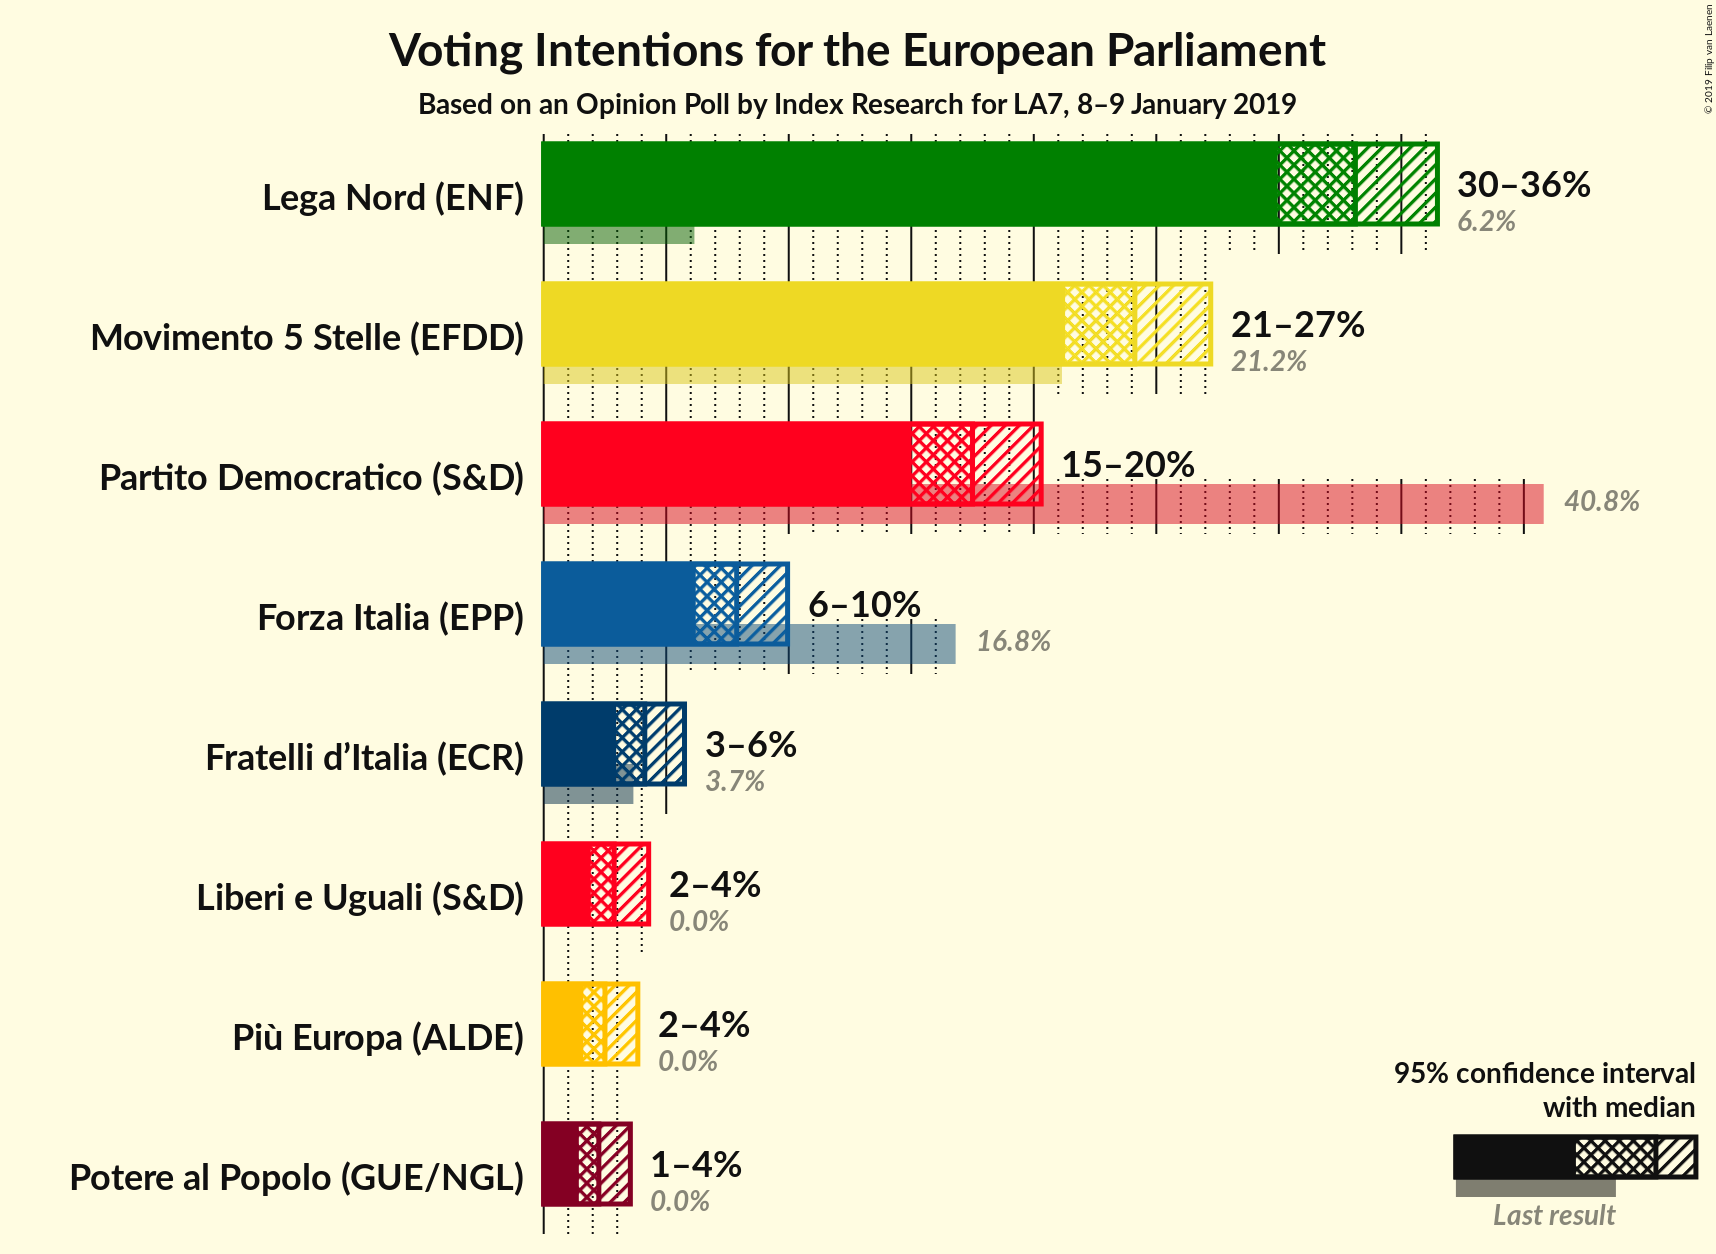 Voting Intentions for the European Parliament
Based on an Opinion Poll by Index Research for LA7, 8–9 January 2019
© 2019 Filip van Laenen
Lega Nord (ENF)
30–36%
6.2%
Movimento 5 Stelle (EFDD)
21–27%
21.2%
Partito Democratico (S&D)
15–20%
40.8%
Forza Italia (EPP)
6–10%
16.8%
Fratelli d’Italia (ECR)
3–6%
3.7%
Liberi e Uguali (S&D)
2–4%
0.0%
Più Europa (ALDE)
2–4%
0.0%
Potere al Popolo (GUE/NGL)
1–4%
0.0%
95% confidence interval
with median
Last result